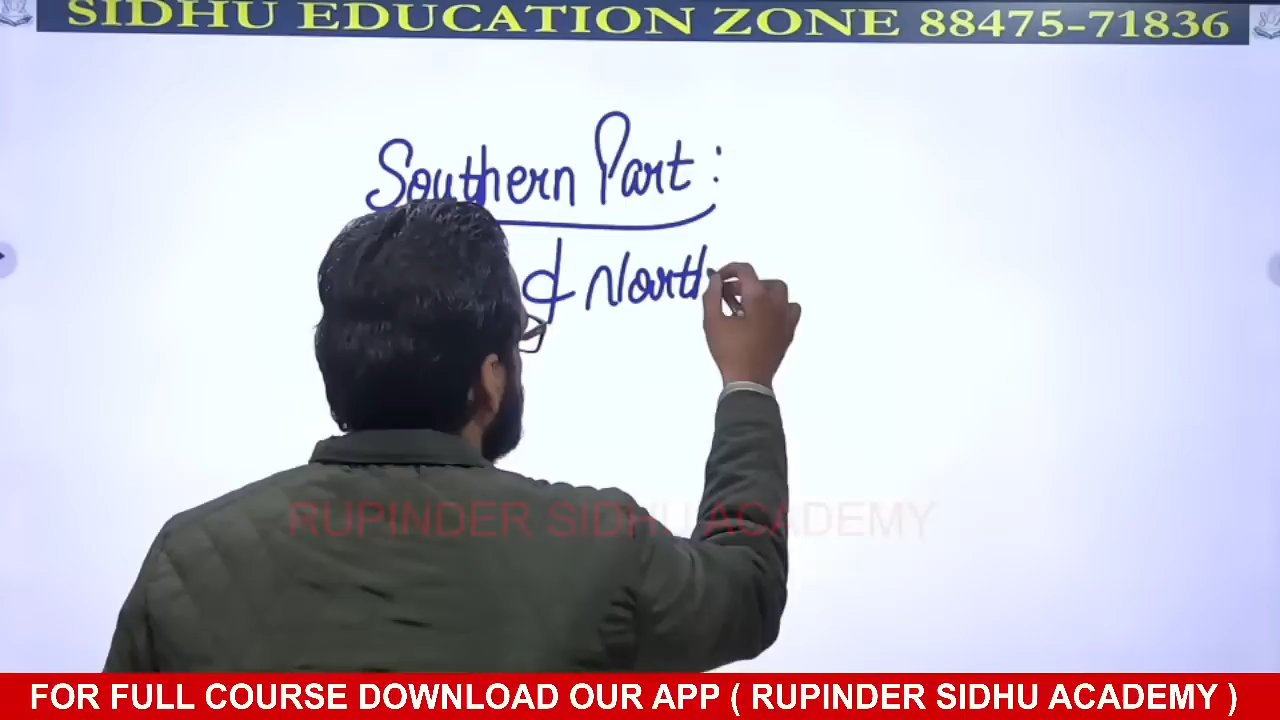 SIDHU EDUCATION ZONE 88475-71836
Southern Part :
& North
RUPINDER SIDHU ACADEMY
FOR FULL COURSE DOWNLOAD OUR APP ( RUPINDER SIDHU ACADEMY )